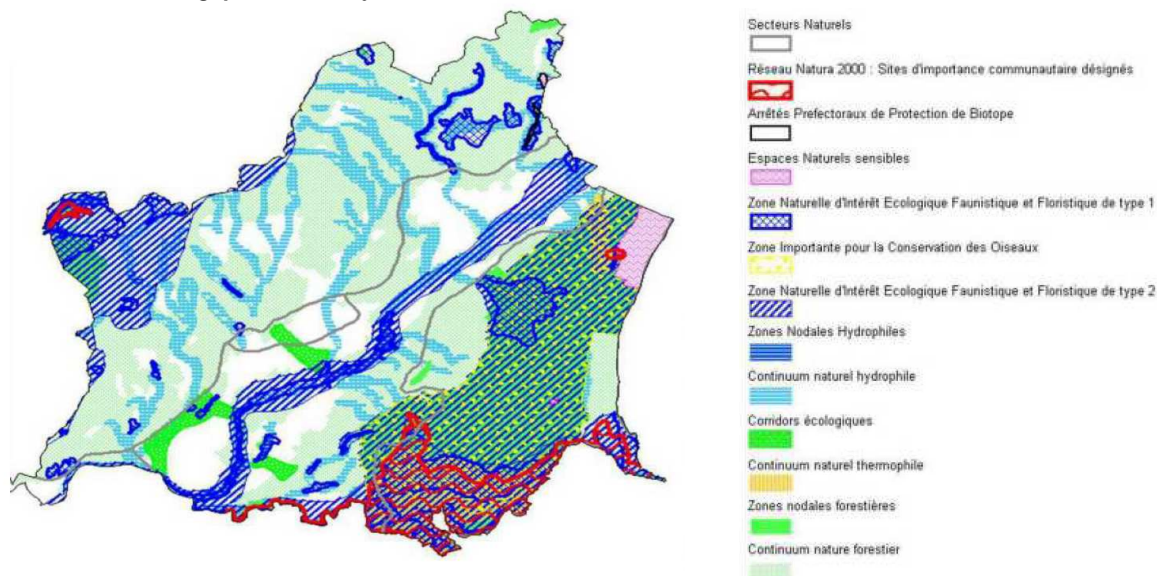 Secteurs Naturels
Réseau Natura 2000 : Sites d'importance communautaire désignés
Arrêtés Prefectoraux de Protection de Biotope
Espaces Naturels sensibles
Zone Naturelle d'Intérêt Ecologique Faunistique et Floristique de type 1
Zone Importante pour la Conservation des Oiseaux
Zone Naturelle d'Intérêt Ecologique Faunistique et Floristique de type 2
Zones Nodales Hydrophiles
Continuum naturel hydrophile
Corridors écologiques
Continuum naturel thermophile
Zones nodales forestières
Continuum nature forestier